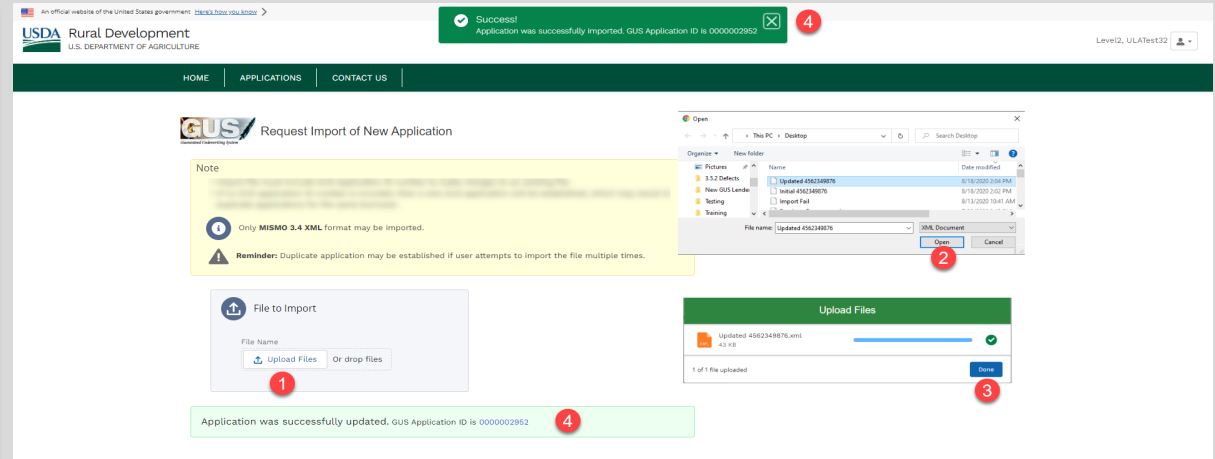 An official website of the United States government Here's how you know
USDA Rural Development
U.S. DEPARTMENT OF AGRICULTURE
Success!
Application was successfully imported. GUS Application ID is 0000002952
4
Level2, ULATest32
HOME APPLICATIONS CONTACT US
GUS Request Import of New Application
Guaranteed Underwriting System
Note
Only MISMO 3.4 XML format may be imported.
Reminder: Duplicate application may be established if user attempts to import the file multiple times.
File to Import
File Name
Upload Files Or drop files
1
Application was successfully updated. GUS Application ID is 0000002952
4
Open
This PC › Desktop
Search Desktop
Organize New folder
Pictures
3.5.2 Defects
New GUS Lende
Testing
Training
Name Date modified
Updated 4562349876 8/18/2020 2:04 PM
Initial 4562349876 8/18/2020 2:02 PM
Import Fail 8/13/2020 10:41 AM
File name: Updated 4562349876 XML Document
Open Cancel
2
Upload Files
XML
Updated 4562349876.xml
43 KB
1 of 1 file uploaded Done
3